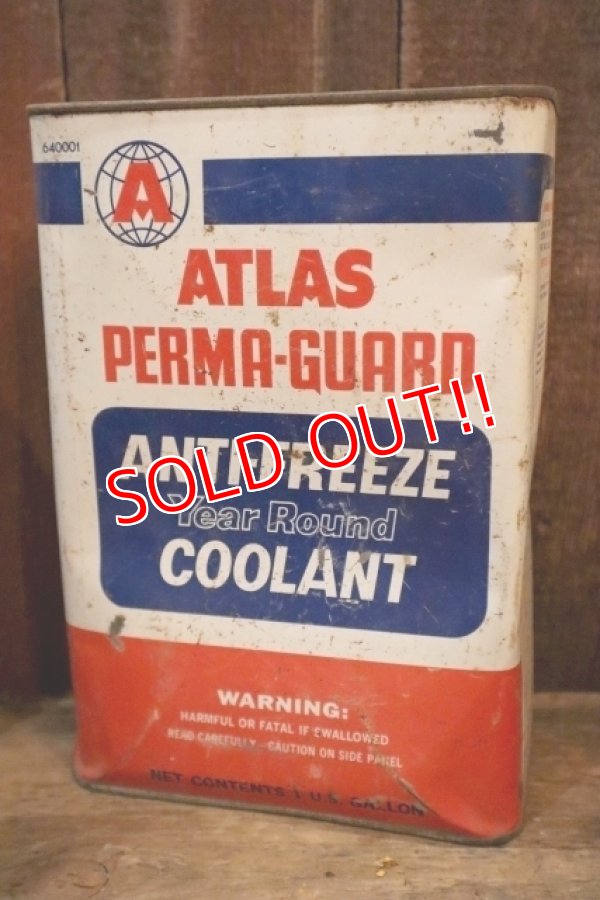 640001
A
ATLAS
PERMA-GUARD
ANTI-FREEZE
SOLD OUT!!
Year Round
COOLANT
WARNING:
HARMFUL OR FATAL IF SWALLOWED
READ CAREFULLY CAUTION ON SIDE PANEL
NET CONTENTS 1 U.S. GALLON